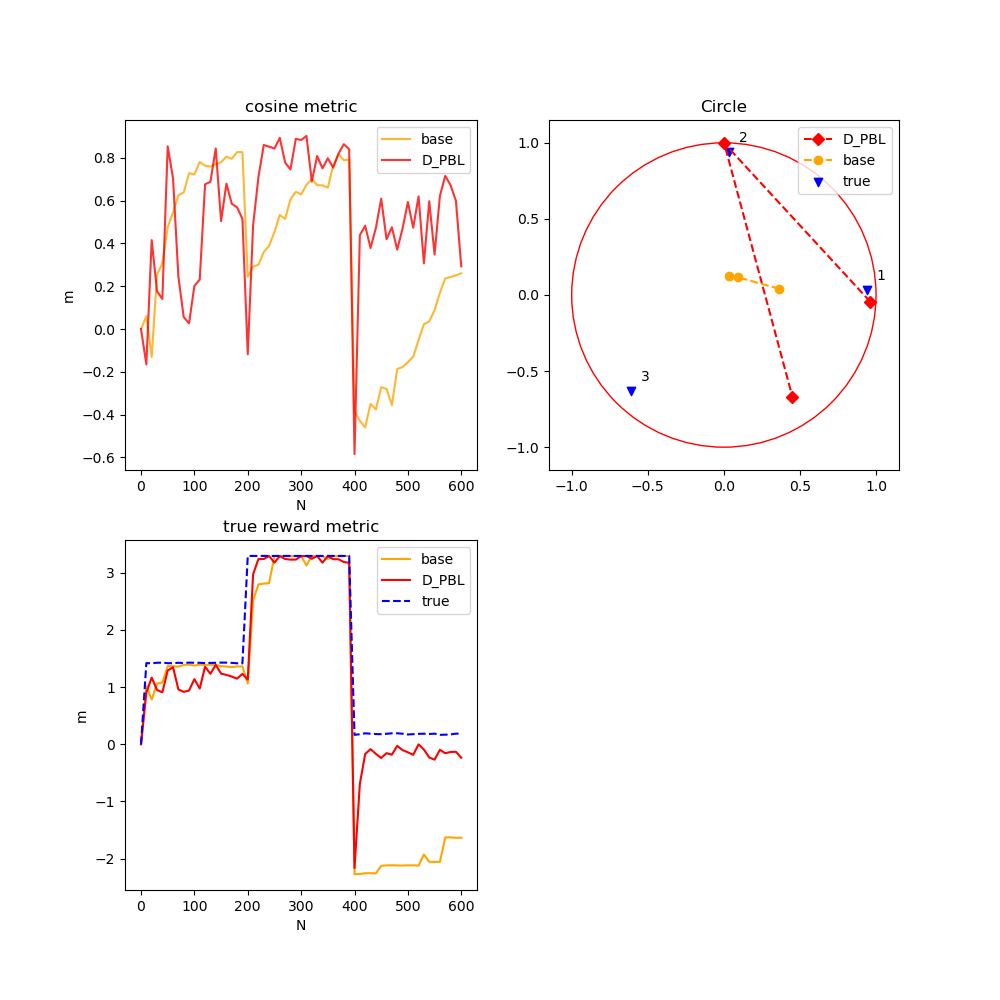 cosine metric
base
D_PBL
0.8
0.6
0.4
0.2
0.0
−0.2
−0.4
−0.6
m
0 100 200 300 400 500 600
N
Circle
D_PBL
base
true
1.0
0.5
0.0
−0.5
−1.0
2
1
3
−1.0 −0.5 0.0 0.5 1.0
true reward metric
base
D_PBL
true
3
2
1
0
−1
−2
m
0 100 200 300 400 500 600
N